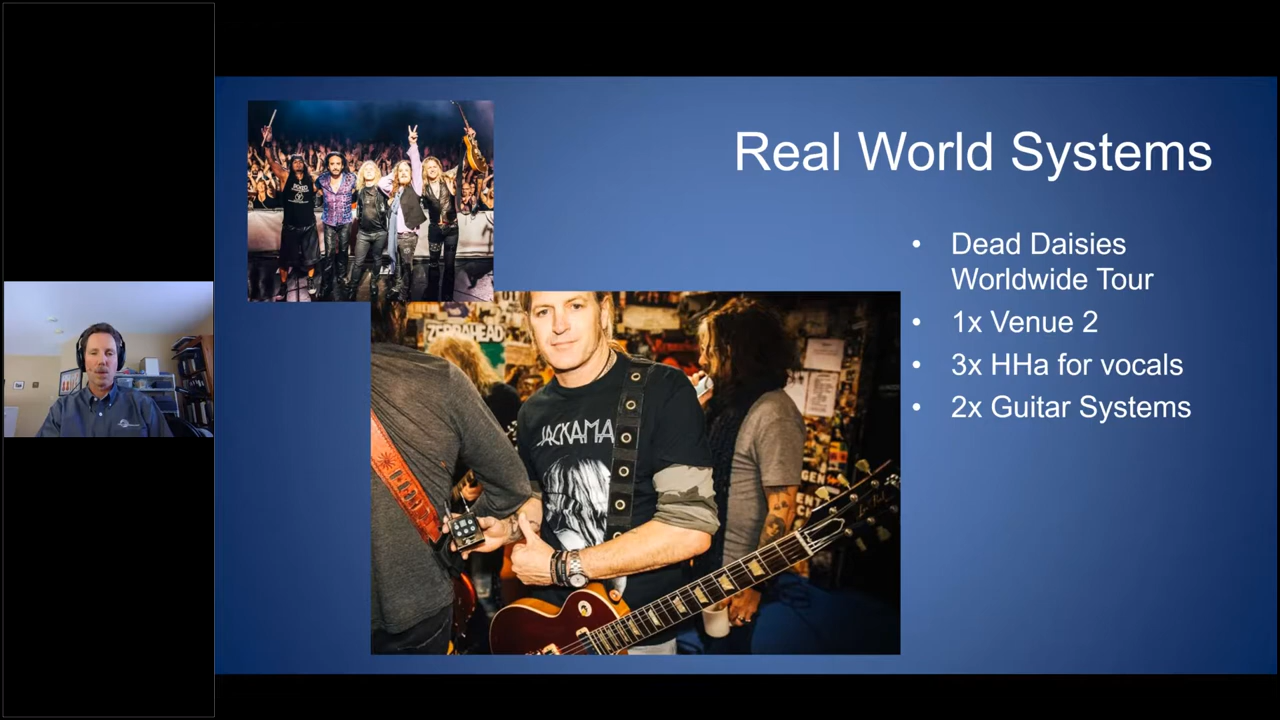 Real World Systems
• Dead Daisies
Worldwide Tour
• 1x Venue 2
• 3x HHa for vocals
• 2x Guitar Systems
ZEBRAHEAD
JACKAMA